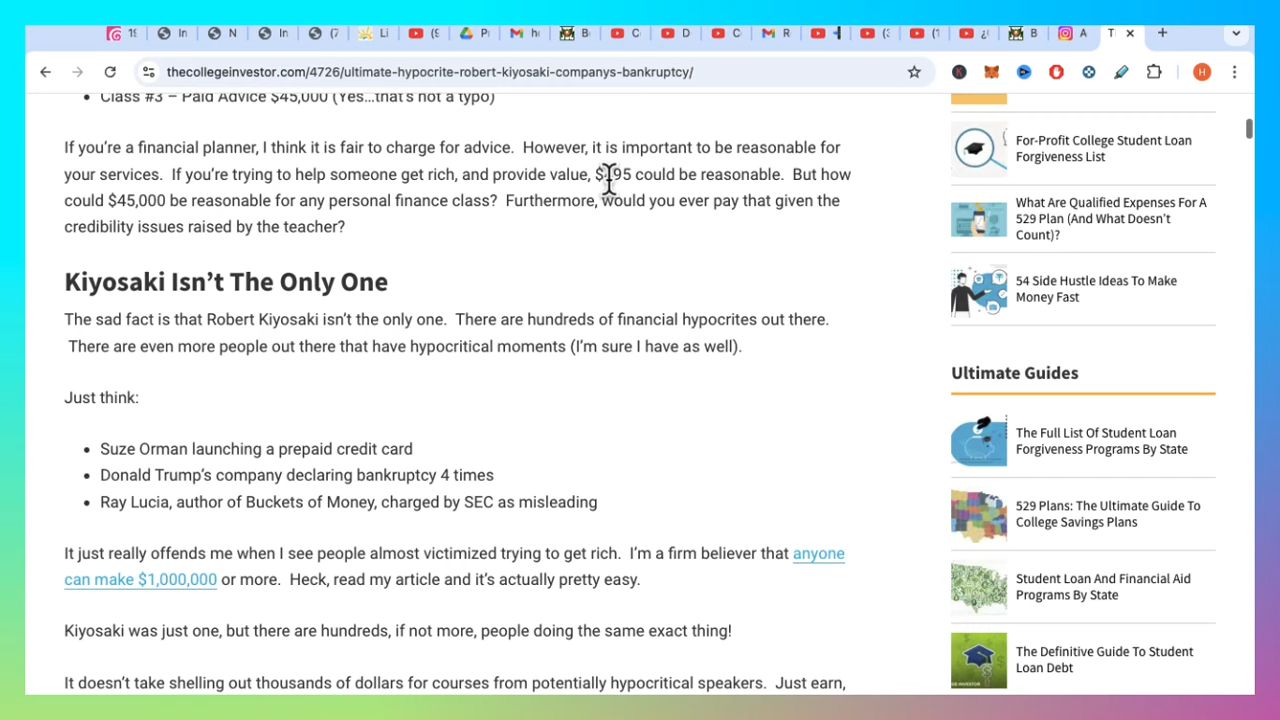 19
In
N
In
(7
Li
(9
P
M
h
B
C
D
C
R
(3
(1
¿
B
A
T
thecollegeinvestor.com/4726/ultimate-hypocrite-robert-kiyosaki-companys-bankruptcy/
K
H
Class #3 – Paid Advice $45,000 (Yes…that's not a typo)
If you're a financial planner, I think it is fair to charge for advice. However, it is important to be reasonable for
your services. If you're trying to help someone get rich, and provide value, could be reasonable. But how
could $45,000 be reasonable for any personal finance class? Furthermore, would you ever pay that given the
credibility issues raised by the teacher?
Kiyosaki Isn't The Only One
The sad fact is that Robert Kiyosaki isn't the only one. There are hundreds of financial hypocrites out there.
There are even more people out there that have hypocritical moments (I'm sure I have as well).
Just think:
Suze Orman launching a prepaid credit card
Donald Trump's company declaring bankruptcy 4 times
Ray Lucia, author of Buckets of Money, charged by SEC as misleading
It just really offends me when I see people almost victimized trying to get rich. I'm a firm believer that anyone
can make $1,000,000 or more. Heck, read my article and it's actually pretty easy.
Kiyosaki was just one, but there are hundreds, if not more, people doing the same exact thing!
It doesn't take shelling out thousands of dollars for courses from potentially hypocritical speakers. Just earn,
For-Profit College Student Loan
Forgiveness List
What Are Qualified Expenses For A
529 Plan (And What Doesn't
Count)?
54 Side Hustle Ideas To Make
Money Fast
Ultimate Guides
The Full List Of Student Loan
Forgiveness Programs By State
529 Plans: The Ultimate Guide To
College Savings Plans
Student Loan And Financial Aid
Programs By State
The Definitive Guide To Student
Loan Debt